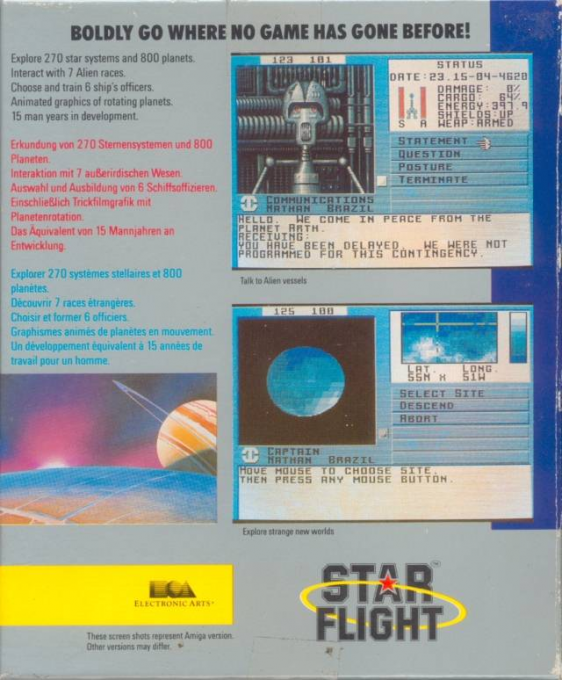 BOLDLY GO WHERE NO GAME HAS GONE BEFORE!
Explore 270 star systems and 800 planets.
Interact with 7 Alien races.
Choose and train 6 ship's officers.
Animated graphics of rotating planets.
15 man years in development.
Erkundung von 270 Sternensystemen und 800
Planeten.
Interaktion mit 7 außerirdischen Wesen.
Auswahl und Ausbildung von 6 Schiffsoffizieren.
Einschließlich Trickfilmgrafik mit
Planetenrotation.
Das Äquivalent von 15 Mannjahren an
Entwicklung.
Explorer 270 systèmes stellaires et 800
planètes.
Découvrir 7 races étrangères.
Choisir et former 6 officiers.
Graphismes animés de planètes en mouvement.
Un développement équivalent à 15 années de
travail pour un homme.
123 101
STATUS
DATE:23.15-04-4620
DAMAGE: 0%
CARGO: 64%
ENERGY:397.9
SHIELDS:UP
S A WEAP:ARMED
STATEMENT
QUESTION
POSTURE
TERMINATE
COMMUNICATIONS
NATHAN BRAZIL
HELLO. WE COME IN PEACE FROM THE
PLANET ARTH.
RECEIVING:
YOU HAVE BEEN DELAYED. WE WERE NOT
PROGRAMMED FOR THIS CONTINGENCY.
Talk to Alien vessels
125 100
LAT. LONG.
55N X 51W
SELECT SITE
DESCEND
ABORT
CAPTAIN
NATHAN BRAZIL
MOVE MOUSE TO CHOOSE SITE.
THEN PRESS ANY MOUSE BUTTON.
Explore strange new worlds
ELECTRONIC ARTS
These screen shots represent Amiga version.
Other versions may differ.
STAR
FLIGHT™